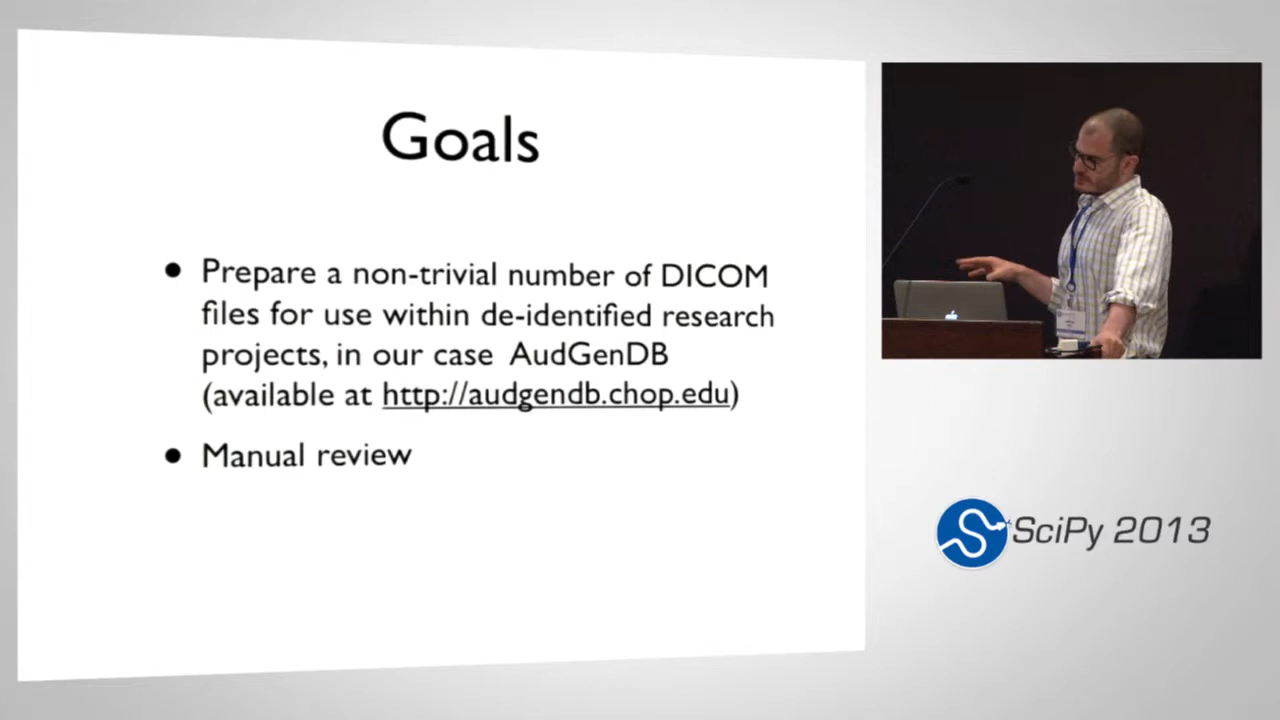 Goals
• Prepare a non-trivial number of DICOM
files for use within de-identified research
projects, in our case AudGenDB
(available at http://audgendb.chop.edu)
• Manual review
SciPy 2013